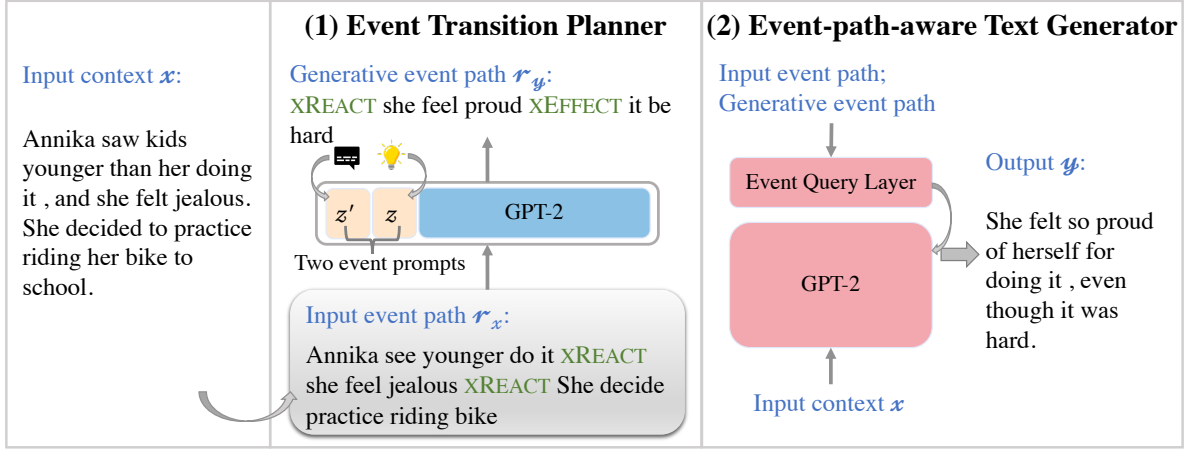 Input context x:
Annika saw kids
younger than her doing
it , and she felt jealous.
She decided to practice
riding her bike to
school.
(1) Event Transition Planner
Generative event path r_y:
XREACT she feel proud XEFFECT it be
hard
z′ z GPT-2
Two event prompts
Input event path r_x:
Annika see younger do it XREACT
she feel jealous XREACT She decide
practice riding bike
(2) Event-path-aware Text Generator
Input event path;
Generative event path
Event Query Layer
GPT-2
Input context x
Output y:
She felt so proud
of herself for
doing it , even
though it was
hard.